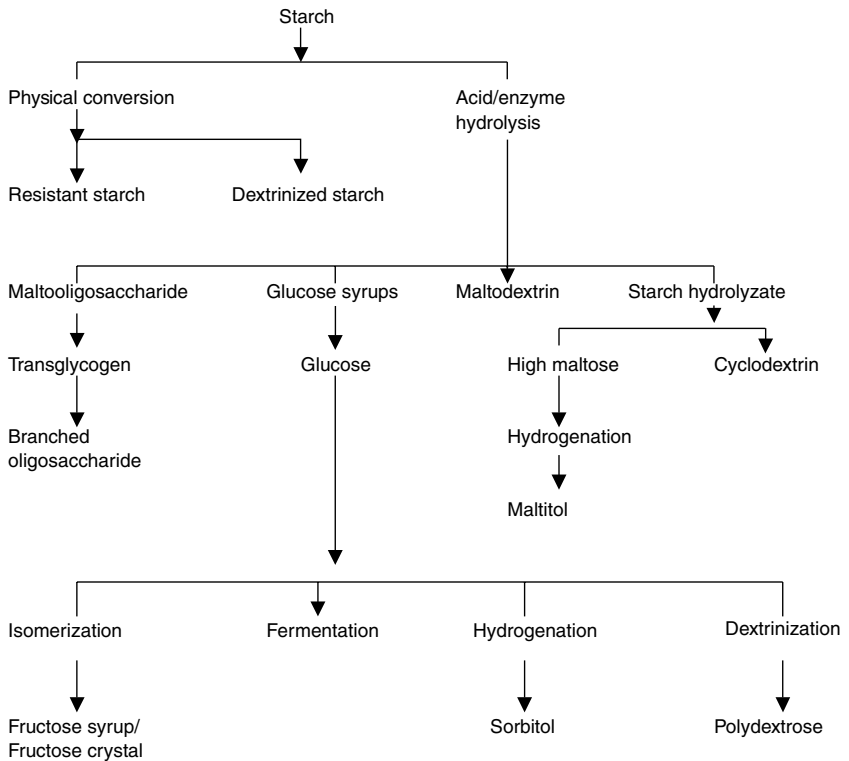 Starch
Physical conversion
Acid/enzyme
hydrolysis
Resistant starch
Dextrinized starch
Maltooligosaccharide
Glucose syrups
Maltodextrin
Starch hydrolyzate
Transglycogen
Glucose
High maltose
Cyclodextrin
Branched
oligosaccharide
Hydrogenation
Maltitol
Isomerization
Fermentation
Hydrogenation
Dextrinization
Fructose syrup/
Fructose crystal
Sorbitol
Polydextrose